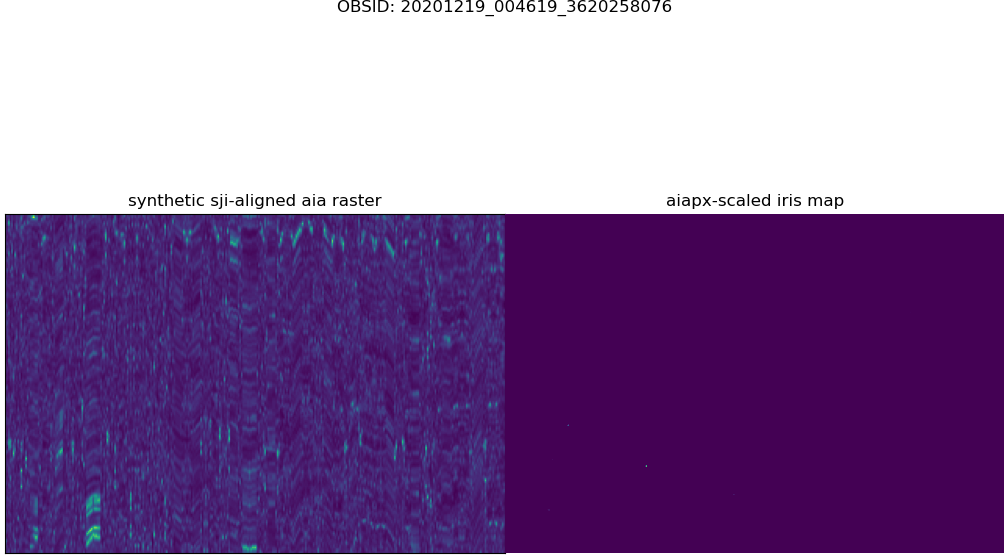 OBSID: 20201219_004619_3620258076
synthetic sji-aligned aia raster
aiapx-scaled iris map